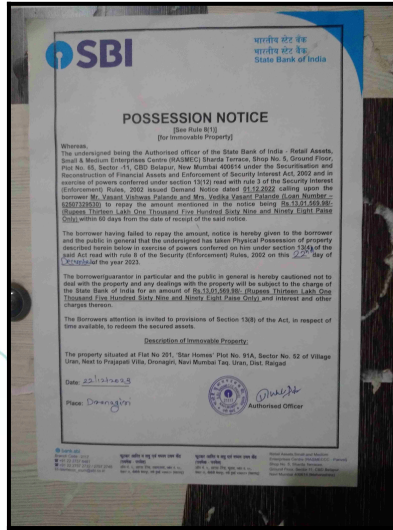 SBI
भारतीय स्टेट बैंक
भारतीय स्टेट बैंक
State Bank of India
POSSESSION NOTICE
[See Rule 8(1)]
[for Immovable Property]
Whereas,
The undersigned being the Authorised officer of the State Bank of India - Retail Assets,
Small & Medium Enterprises Centre (RASMEC) Sharda Terrace, Shop No. 5, Ground Floor,
Plot No. 65, Sector -11, CBD Belapur, New Mumbai 400614 under the Securitisation and
Reconstruction of Financial Assets and Enforcement of Security Interest Act, 2002 and in
exercise of powers conferred under section 13(12) read with rule 3 of the Security Interest
(Enforcement) Rules, 2002 issued Demand Notice dated 01.12.2022 calling upon the
borrower Mr. Vasant Vishwas Palande and Mrs. Vedika Vasant Palande (Loan Number –
62507329530) to repay the amount mentioned in the notice being Rs.13,01,569.98/-
(Rupees Thirteen Lakh One Thousand Five Hundred Sixty Nine and Ninety Eight Paise
Only) within 60 days from the date of receipt of the said notice.
The borrower having failed to repay the amount, notice is hereby given to the borrower
and the public in general that the undersigned has taken Physical Possession of property
described herein below in exercise of powers conferred on him under section 13(4) of the
said Act read with rule 8 of the Security (Enforcement) Rules, 2002 on this 22nd day
of the year 2023.
The borrower/guarantor in particular and the public in general is hereby cautioned not to
deal with the property and any dealings with the property will be subject to the charge of
the State Bank of India for an amount of Rs.13,01,569.98/- (Rupees Thirteen Lakh One
Thousand Five Hundred Sixty Nine and Ninety Eight Paise Only) and interest and other
charges thereon.
The Borrowers attention is invited to provisions of Section 13(8) of the Act, in respect of
time available, to redeem the secured assets.
Description of Immovable Property:
The property situated at Flat No 201, 'Star Homes' Plot No. 91A, Sector No. 52 of Village
Uran, Neat to Prajapati Villa, Dronagiri, Navi Mumbai Taq. Uran, Dist. Raigad
Date: 22/12/2023
Place: Dronagiri
Authorised Officer